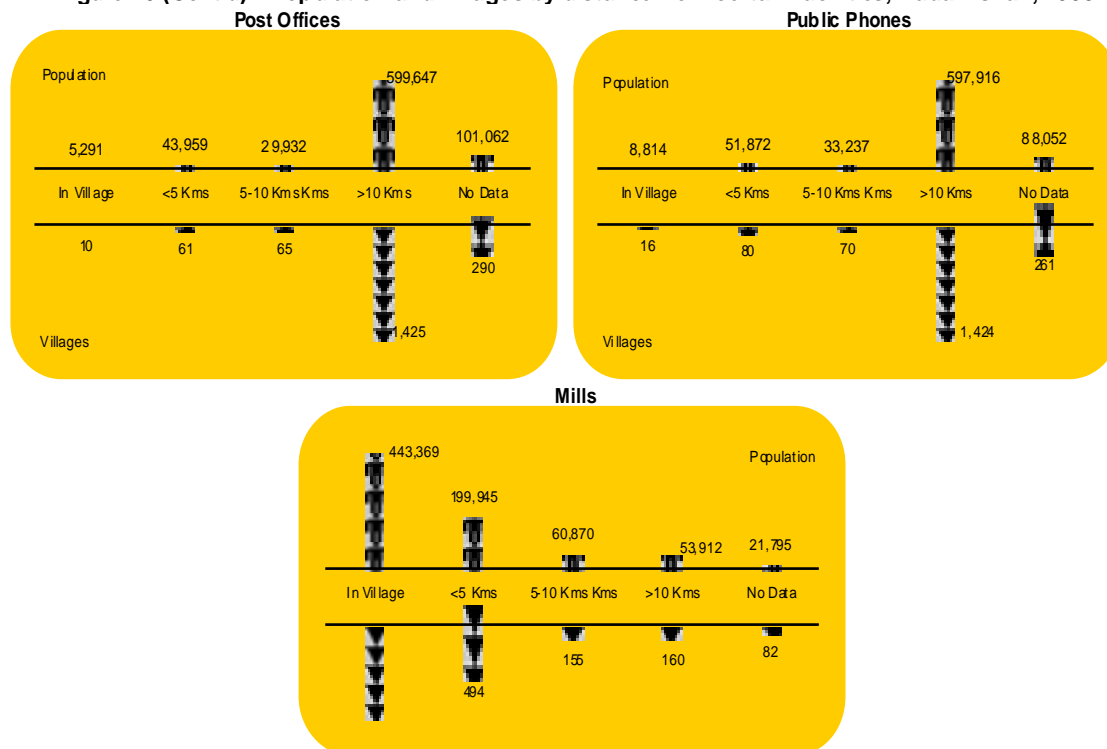 Post Offices
Population
599,647
5,291
43,959
29,932
101,062
In Village
<5 Kms
5-10 Kms Kms
>10 Kms
No Data
10
61
65
290
1,425
Villages
Public Phones
Population
597,916
8,814
51,872
33,237
88,052
In Village
<5 Kms
5-10 Kms Kms
>10 Kms
No Data
16
80
70
261
1,424
Villages
Mills
443,369
Population
199,945
60,870
53,912
21,795
In Village
<5 Kms
5-10 Kms Kms
>10 Kms
No Data
155
160
82
494